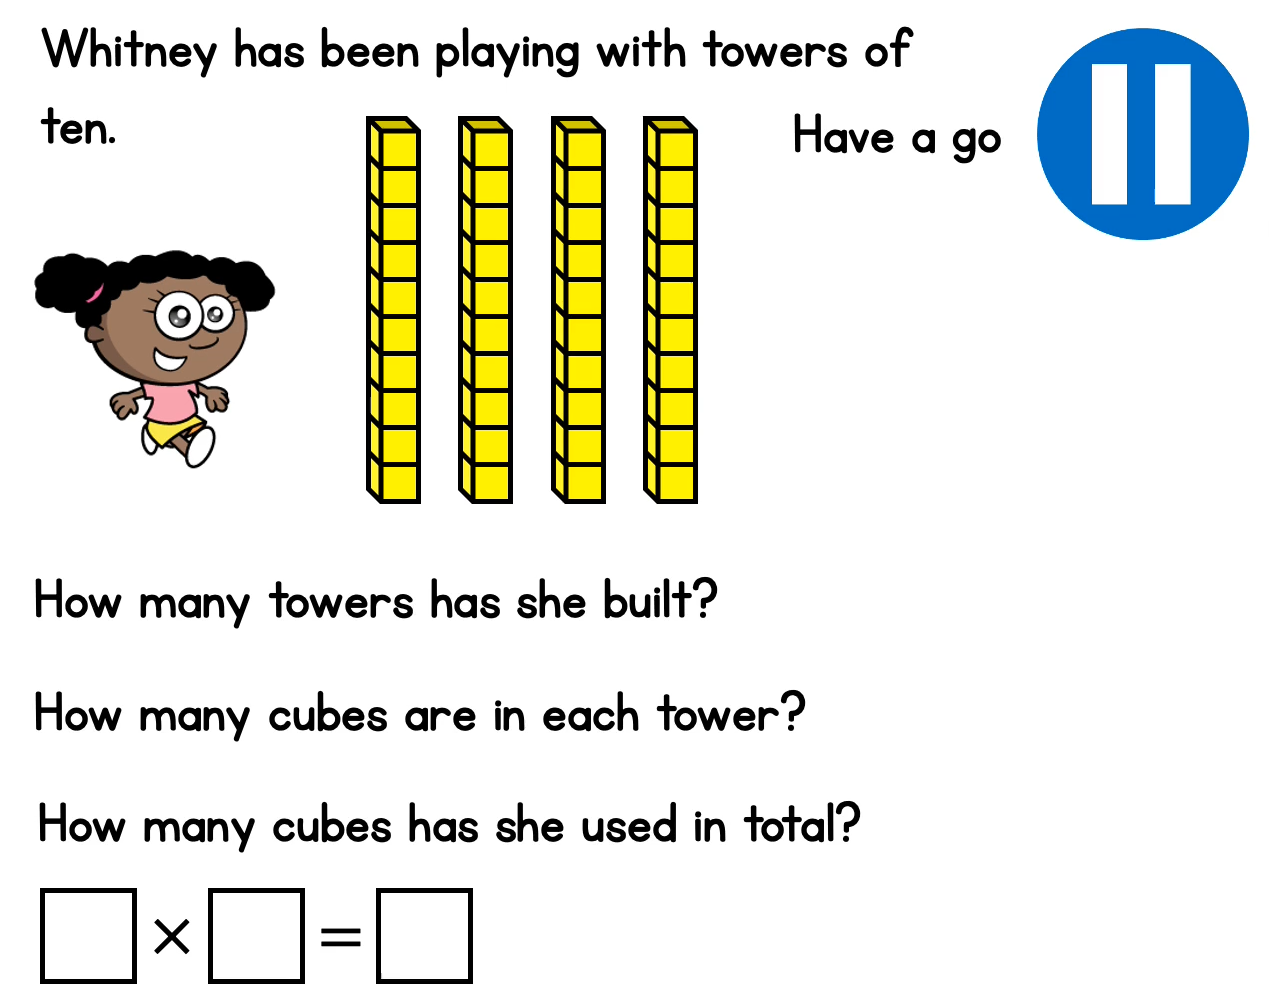 Whitney has been playing with towers of
ten.
Have a go
How many towers has she built?
How many cubes are in each tower?
How many cubes has she used in total?
× =